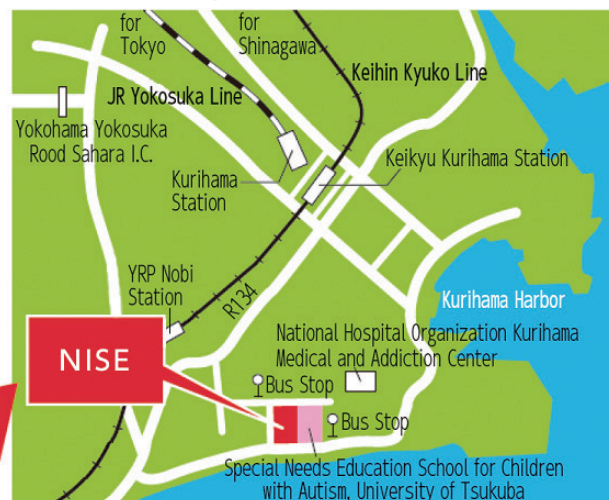 for
Tokyo
for
Shinagawa
Keihin Kyuko Line
JR Yokosuka Line
Yokohama Yokosuka
Rood Sahara I.C.
Kurihama
Station
Keikyu Kurihama Station
YRP Nobi
Station
R134
Kurihama Harbor
NISE
National Hospital Organization Kurihama
Medical and Addiction Center
Bus Stop
Bus Stop
Special Needs Education School for Children
with Autism, University of Tsukuba